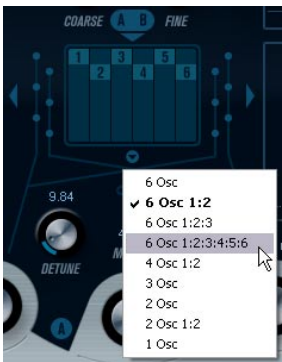 COARSE A B FINE
1 3 5
2 4 6
9.84
DETUNE
A
6 Osc
✓ 6 Osc 1:2
6 Osc 1:2:3
6 Osc 1:2:3:4:5:6
4 Osc 1:2
3 Osc
2 Osc
2 Osc 1:2
1 Osc